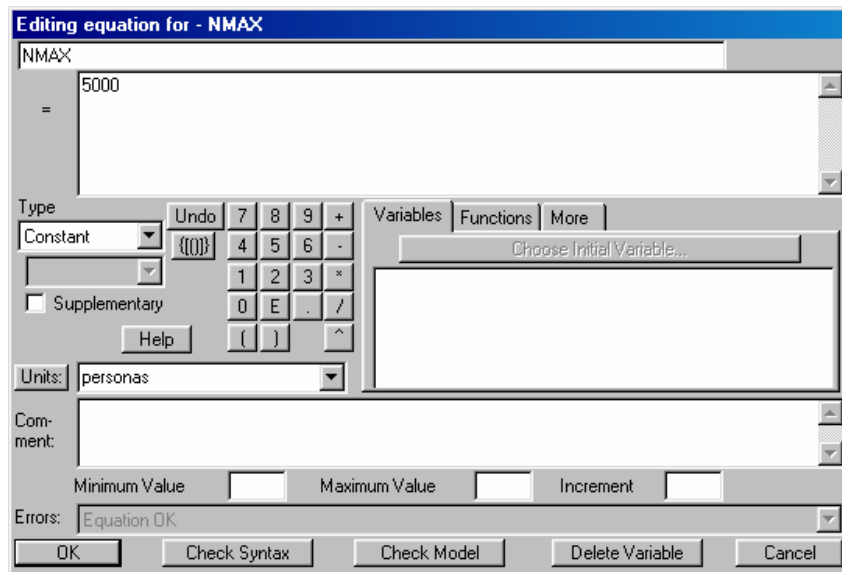 Editing equation for - NMAX
NMAX
=
5000
Type
Constant
Supplementary
Help
Undo 7 8 9 +
{[()]} 4 5 6 -
1 2 3 *
0 E . /
( ) ^
Variables Functions More
Choose Initial Variable...
Units: personas
Com-
ment:
Minimum Value Maximum Value Increment
Errors: Equation OK
OK Check Syntax Check Model Delete Variable Cancel